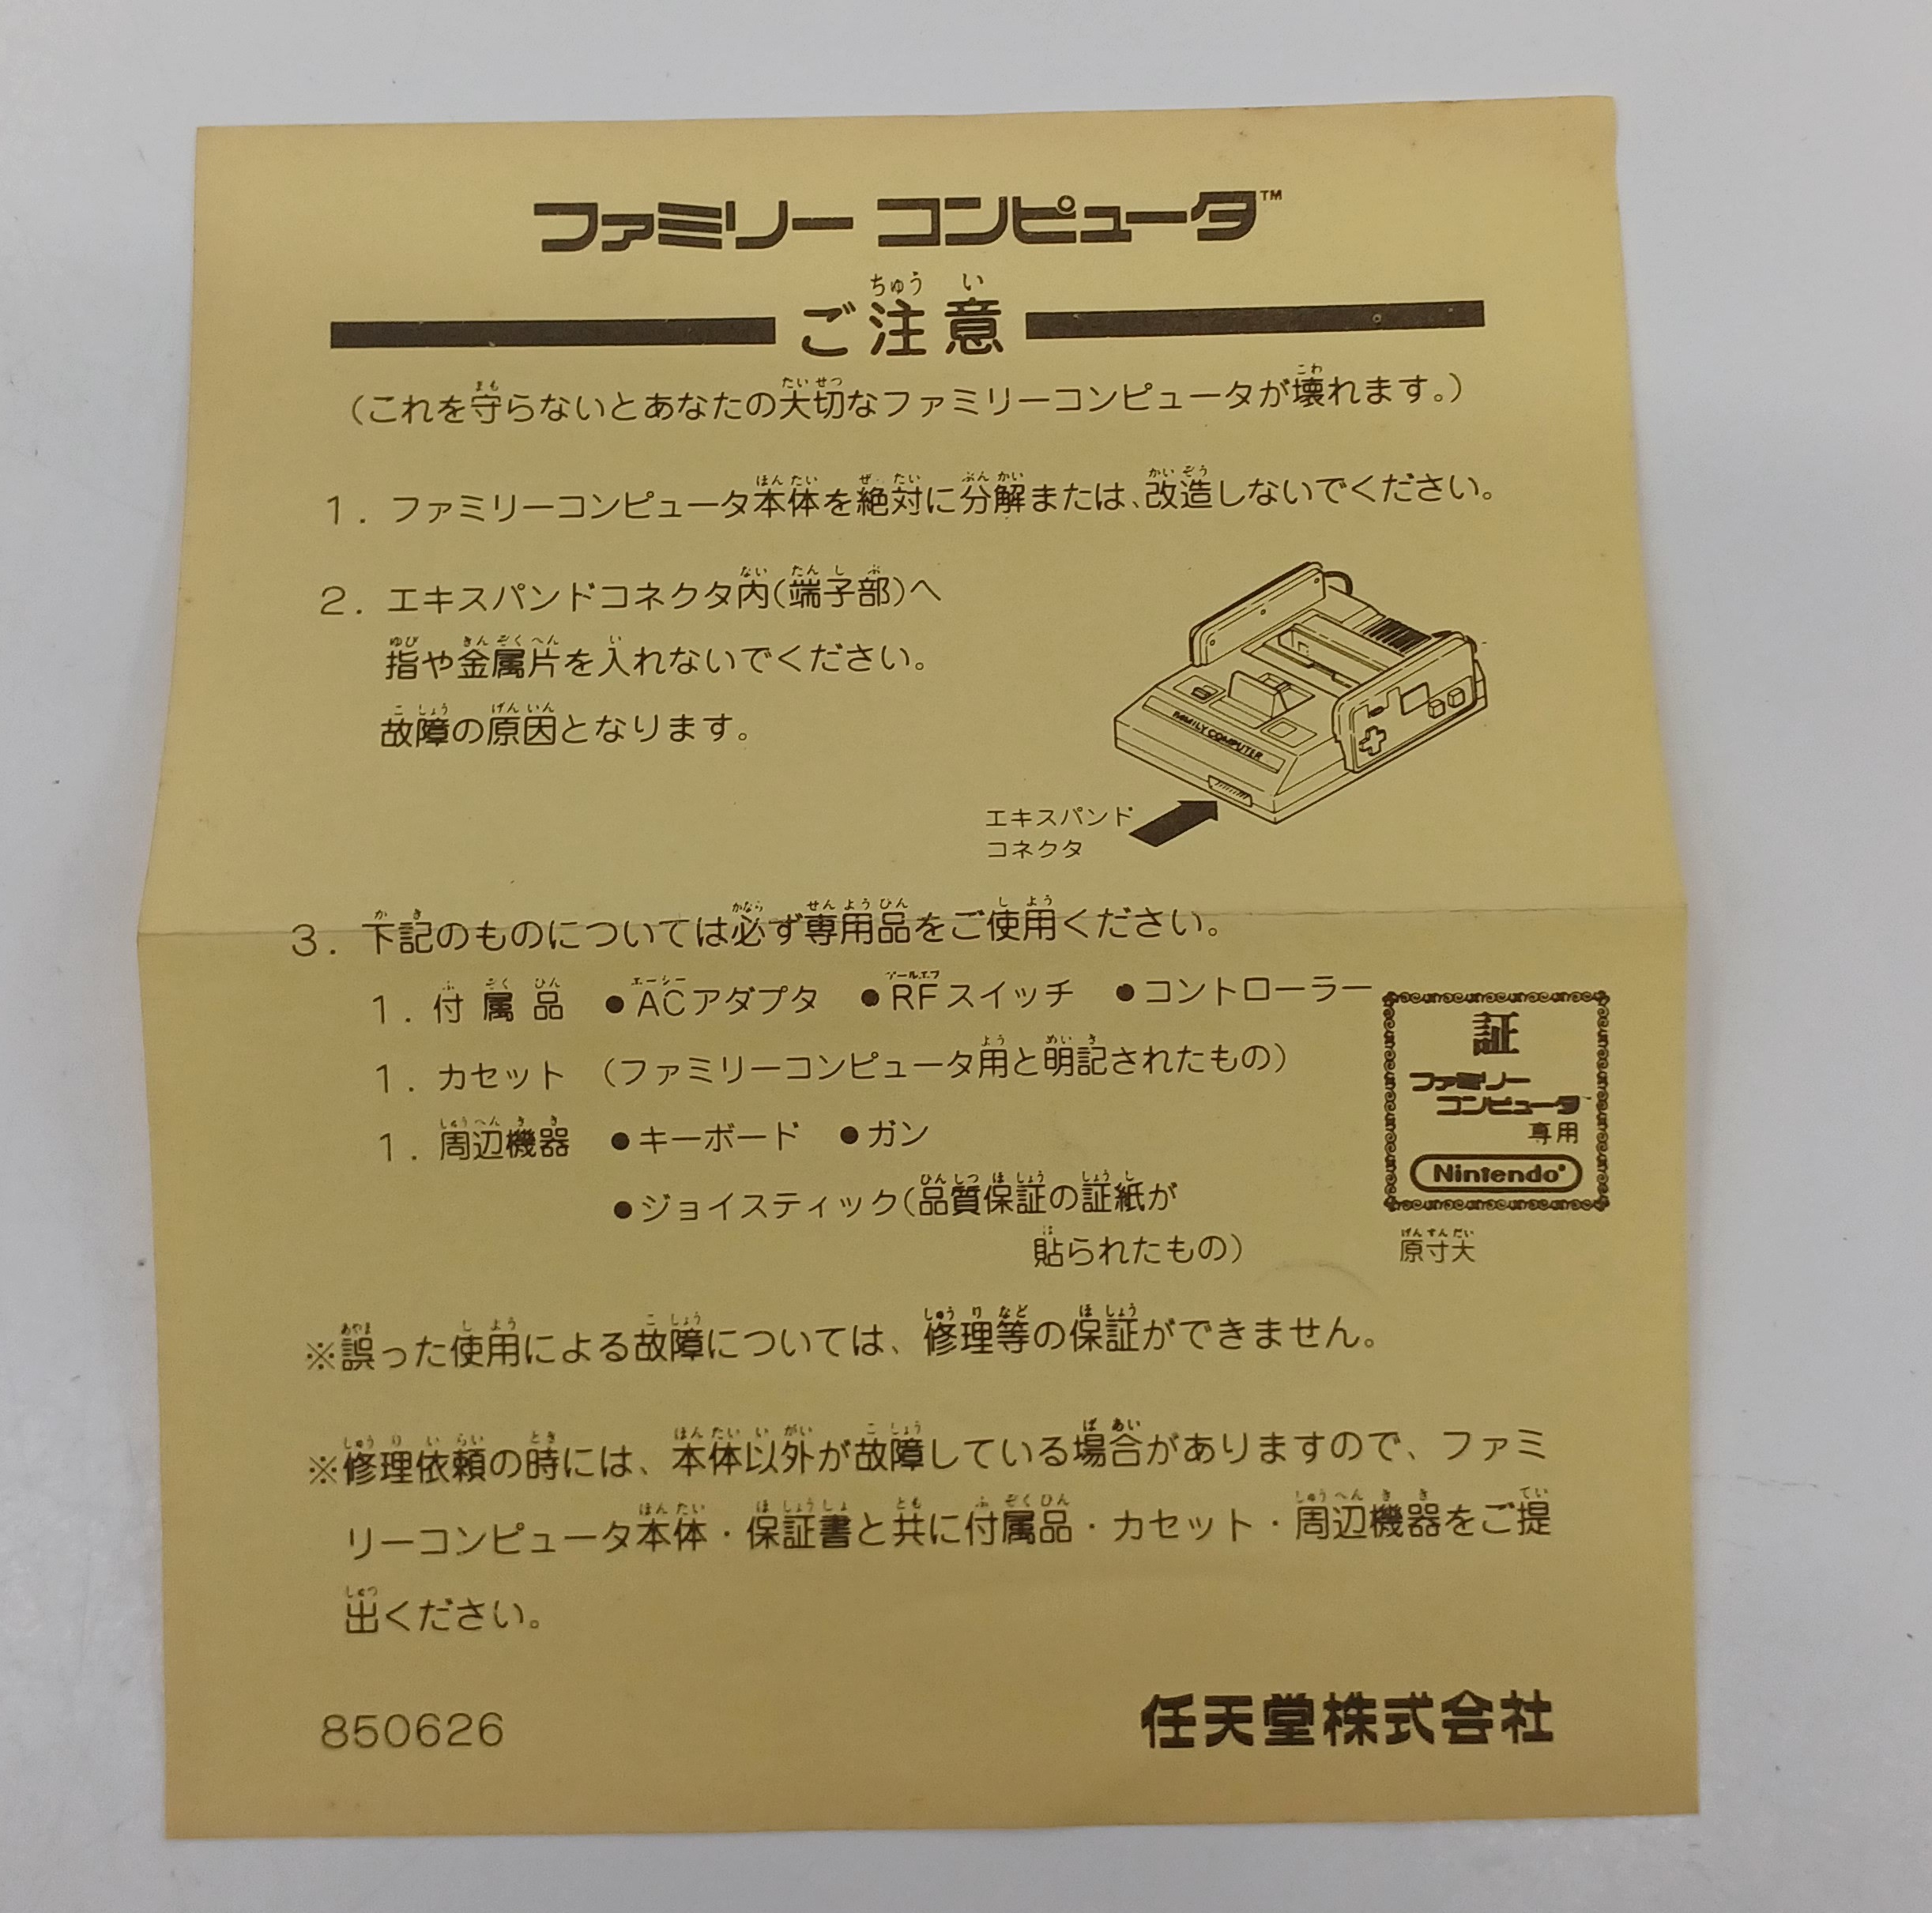 ファミリー コンピュータ™
ご注意
(これを守らないとあなたの大切なファミリーコンピュータが壊れます。)
1. ファミリーコンピュータ本体を絶対に分解または、改造しないでください。
2. エキスパンドコネクタ内(端子部)へ
指や金属片を入れないでください。
故障の原因となります。
FAMILY COMPUTER
エキスパンド
コネクタ
3. 下記のものについては必ず専用品をご使用ください。
1. 付属品 ●ACアダプタ ●RFスイッチ ●コントローラー
1. カセット (ファミリーコンピュータ用と明記されたもの)
1. 周辺機器 ●キーボード ●ガン
●ジョイスティック(品質保証の証紙が
貼られたもの)
証
ファミリー
コンピュータ
専用
Nintendo®
原寸大
※誤った使用による故障については、修理等の保証ができません。
※修理依頼の時には、本体以外が故障している場合がありますので、ファミ
リーコンピュータ本体・保証書と共に付属品・カセット・周辺機器をご提
出ください。
850626
任天堂株式会社